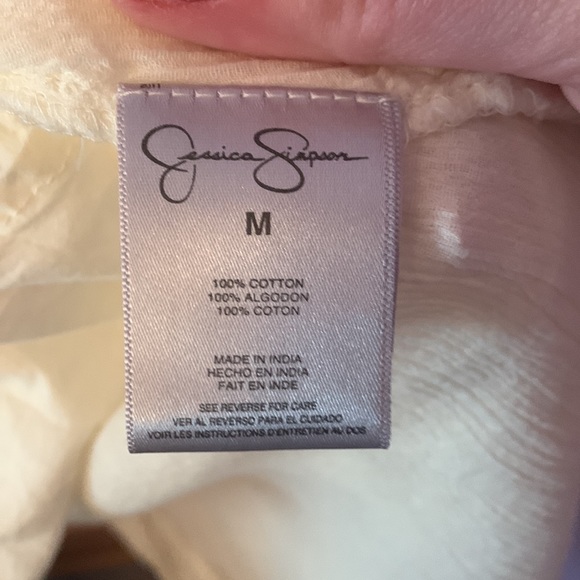 Jessica Simpson
M
100% COTTON
100% ALGODON
100% COTON
MADE IN INDIA
HECHO EN INDIA
FAIT EN INDE
SEE REVERSE FOR CARE
VER AL REVERSO PARA EL CUIDADO
VOIR LES INSTRUCTIONS D'ENTRETIEN AU DOS